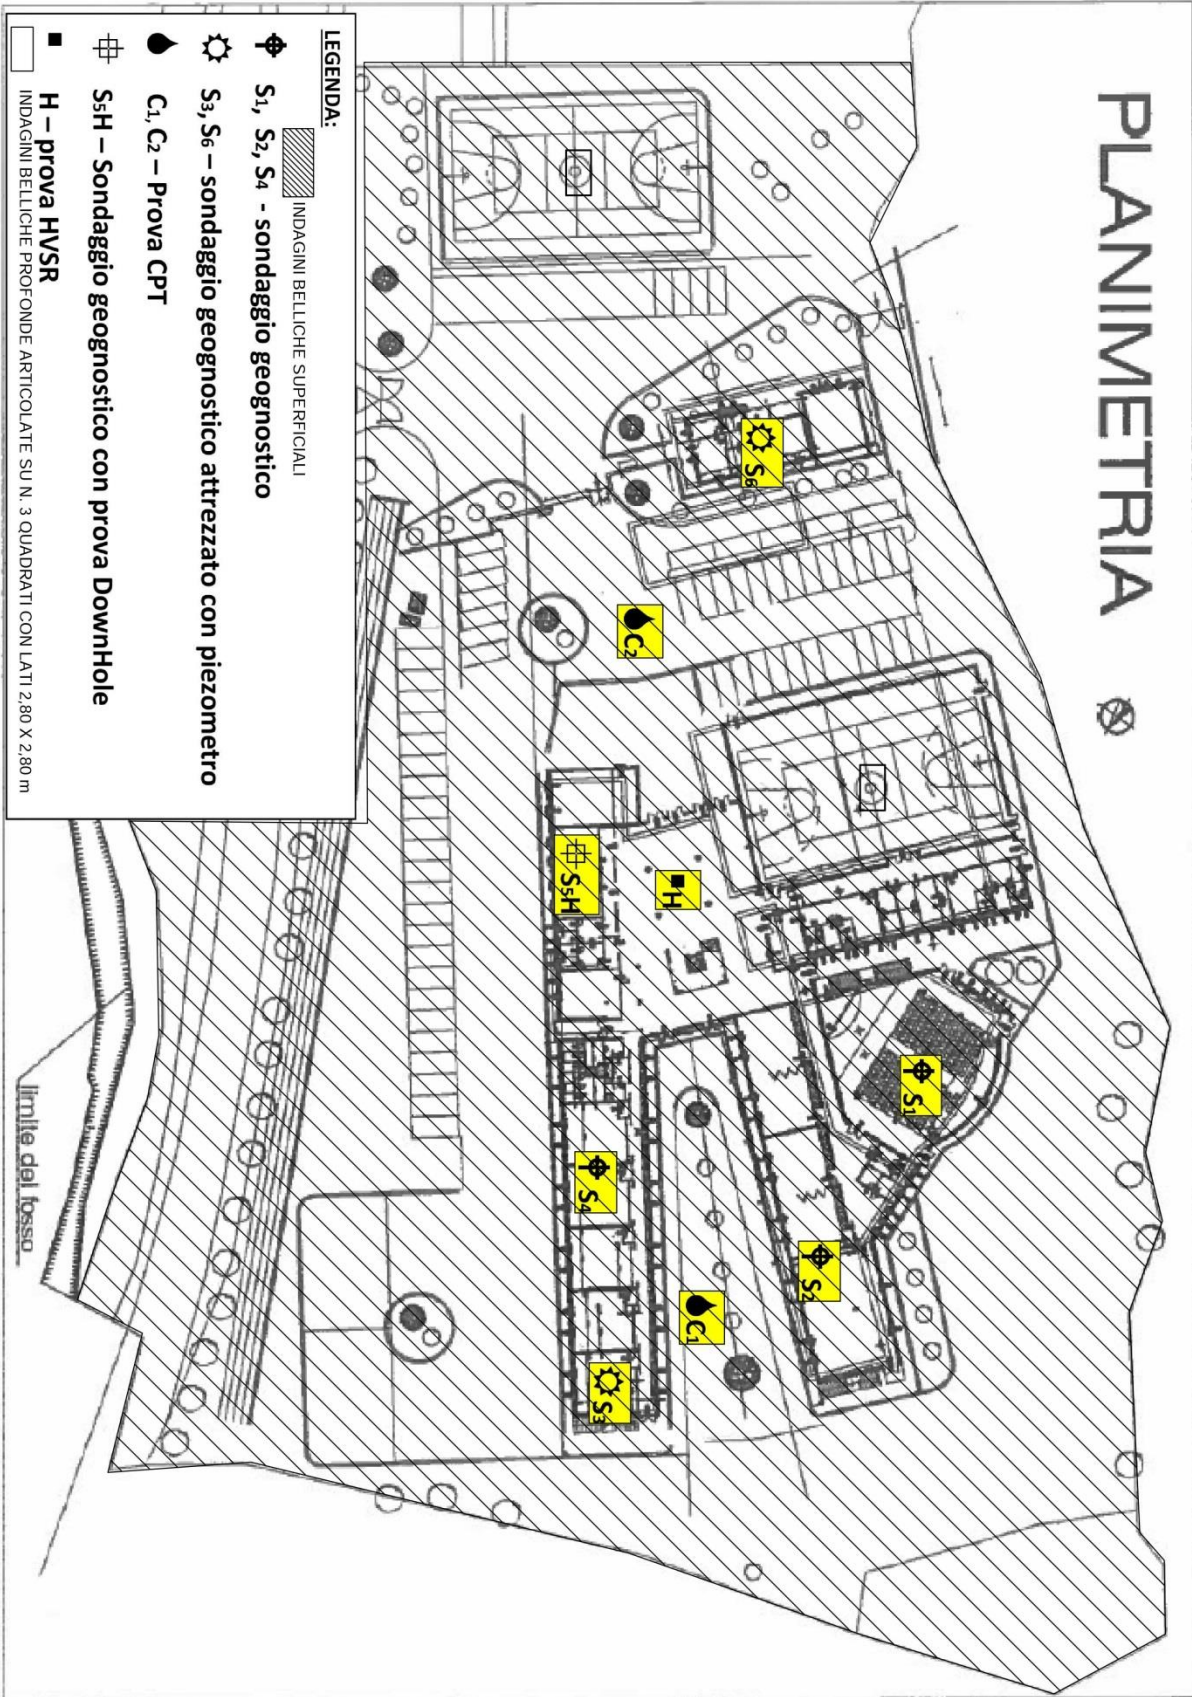 PLANIMETRIA
S6
C2
S5H
H
S1
S4
S2
C1
S3
limite del fosso
LEGENDA:
INDAGINI BELLICHE SUPERFICIALI
S1, S2, S4 - sondaggio geognostico
S3, S6 – sondaggio geognostico attrezzato con piezometro
C1, C2 – Prova CPT
S5H – Sondaggio geognostico con prova DownHole
H – prova HVSR
INDAGINI BELLICHE PROFONDE ARTICOLATE SU N. 3 QUADRATI CON LATI 2,80 X 2,80 m